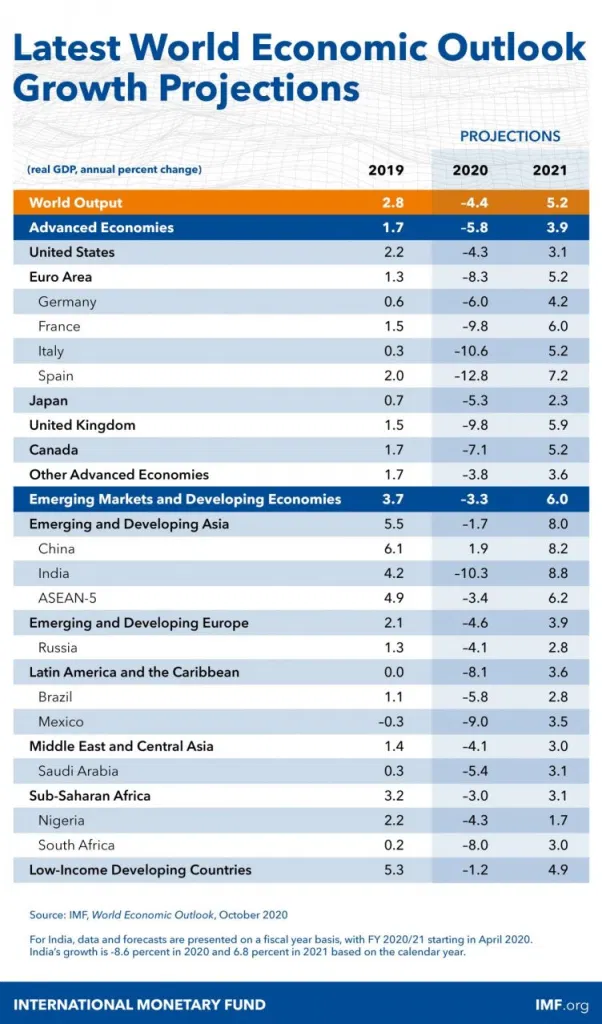 Latest World Economic Outlook
Growth Projections
PROJECTIONS
(real GDP, annual percent change) 2019 2020 2021
World Output 2.8 –4.4 5.2
Advanced Economies 1.7 –5.8 3.9
United States 2.2 –4.3 3.1
Euro Area 1.3 –8.3 5.2
Germany 0.6 –6.0 4.2
France 1.5 –9.8 6.0
Italy 0.3 –10.6 5.2
Spain 2.0 –12.8 7.2
Japan 0.7 –5.3 2.3
United Kingdom 1.5 –9.8 5.9
Canada 1.7 –7.1 5.2
Other Advanced Economies 1.7 –3.8 3.6
Emerging Markets and Developing Economies 3.7 –3.3 6.0
Emerging and Developing Asia 5.5 –1.7 8.0
China 6.1 1.9 8.2
India 4.2 –10.3 8.8
ASEAN-5 4.9 –3.4 6.2
Emerging and Developing Europe 2.1 –4.6 3.9
Russia 1.3 –4.1 2.8
Latin America and the Caribbean 0.0 –8.1 3.6
Brazil 1.1 –5.8 2.8
Mexico –0.3 –9.0 3.5
Middle East and Central Asia 1.4 –4.1 3.0
Saudi Arabia 0.3 –5.4 3.1
Sub-Saharan Africa 3.2 –3.0 3.1
Nigeria 2.2 –4.3 1.7
South Africa 0.2 –8.0 3.0
Low-Income Developing Countries 5.3 –1.2 4.9
Source: IMF, World Economic Outlook, October 2020
For India, data and forecasts are presented on a fiscal year basis, with FY 2020/21 starting in April 2020.
India's growth is -8.6 percent in 2020 and 6.8 percent in 2021 based on the calendar year.
INTERNATIONAL MONETARY FUND IMF.org